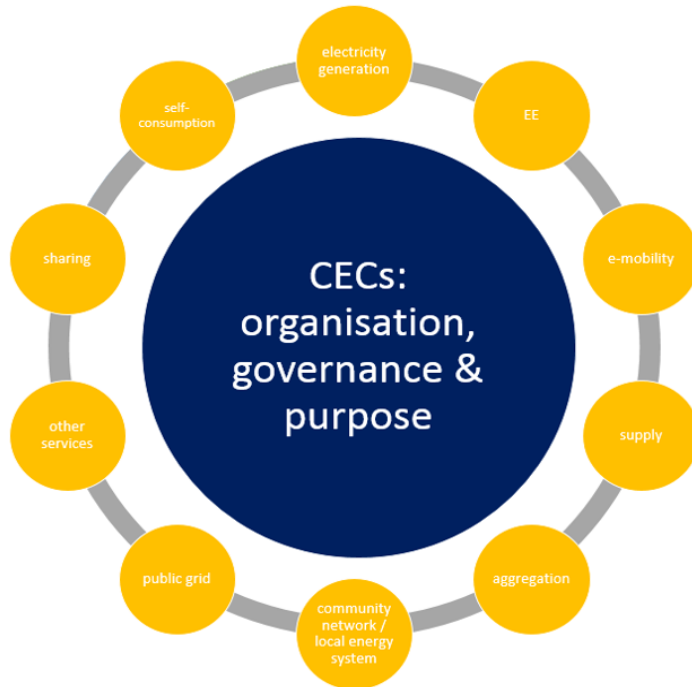 electricity
generation
EE
e-mobility
supply
aggregation
community
network /
local energy
system
public grid
other
services
sharing
self-
consumption
CECs:
organisation,
governance &
purpose